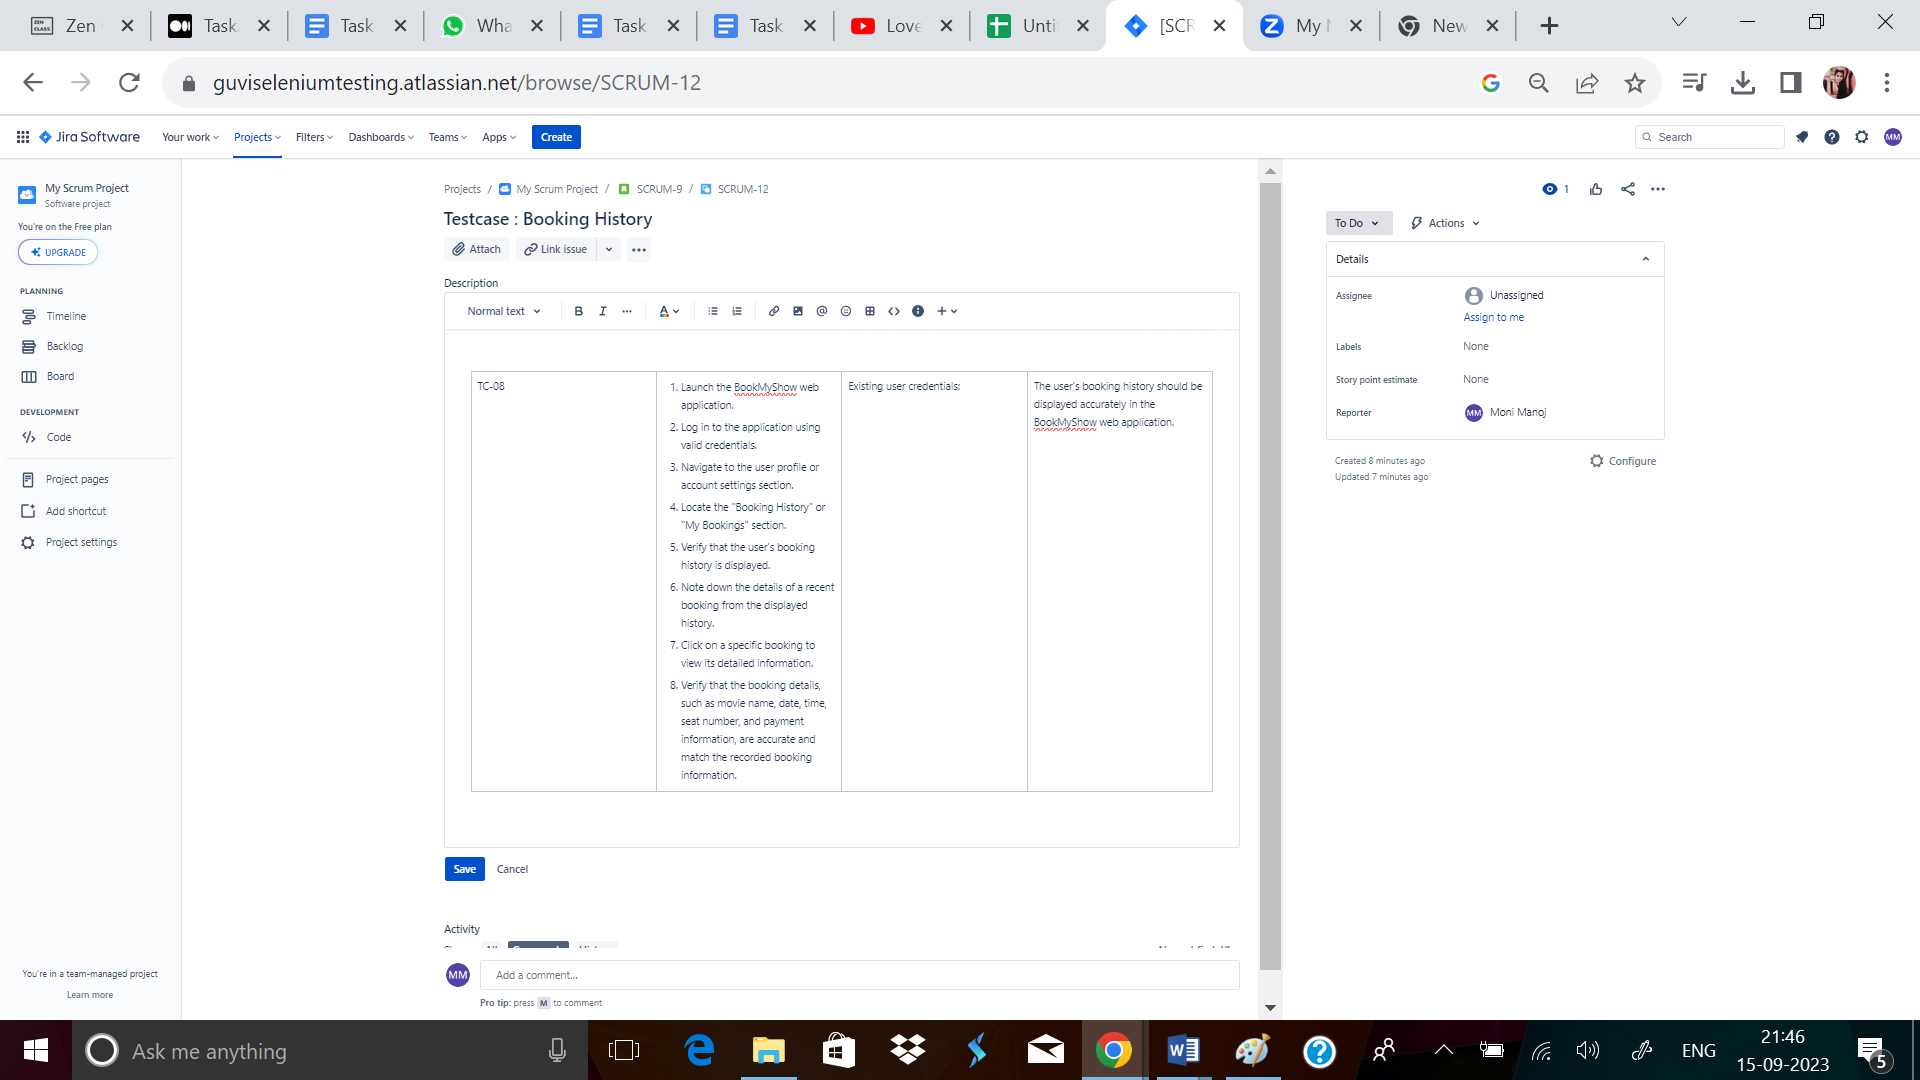 Zen
Task
Task
Wha
Task
Task
Love
Unti
[SCR
My M
New
guviseleniumtesting.atlassian.net/browse/SCRUM-12
Jira Software
Your work
Projects
Filters
Dashboards
Teams
Apps
Create
Search
MM
My Scrum Project
Software project
You're on the Free plan
UPGRADE
PLANNING
Timeline
Backlog
Board
DEVELOPMENT
Code
Project pages
Add shortcut
Project settings
You're in a team-managed project
Learn more
Projects / My Scrum Project / SCRUM-9 / SCRUM-12
Testcase : Booking History
Attach
Link issue
Description
Normal text
TC-08
1. Launch the BookMyShow web
application.
2. Log in to the application using
valid credentials.
3. Navigate to the user profile or
account settings section.
4. Locate the "Booking History" or
"My Bookings" section.
5. Verify that the user's booking
history is displayed.
6. Note down the details of a recent
booking from the displayed
history.
7. Click on a specific booking to
view its detailed information.
8. Verify that the booking details,
such as movie name, date, time,
seat number, and payment
information, are accurate and
match the recorded booking
information.
Existing user credentials:
The user's booking history should be
displayed accurately in the
BookMyShow web application.
Save
Cancel
Activity
MM
Add a comment...
Pro tip: press M to comment
1
To Do
Actions
Details
Assignee
Unassigned
Assign to me
Labels
None
Story point estimate
None
Reporter
MM Moni Manoj
Created 8 minutes ago
Updated 7 minutes ago
Configure
Ask me anything
ENG
21:46
15-09-2023
5